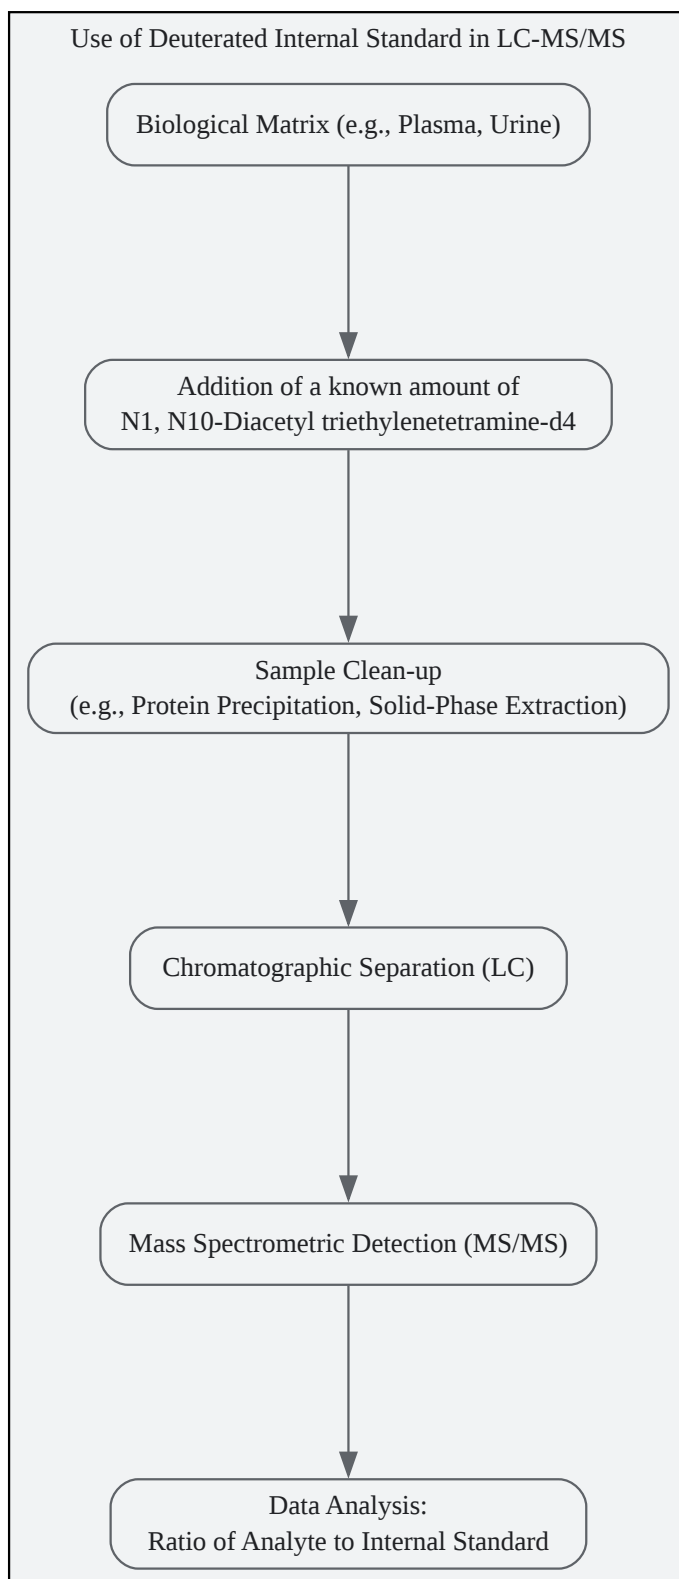 Use of Deuterated Internal Standard in LC-MS/MS
Biological Matrix (e.g., Plasma, Urine)
Addition of a known amount of
N1, N10-Diacetyl triethylenetetramine-d4
Sample Clean-up
(e.g., Protein Precipitation, Solid-Phase Extraction)
Chromatographic Separation (LC)
Mass Spectrometric Detection (MS/MS)
Data Analysis:
Ratio of Analyte to Internal Standard